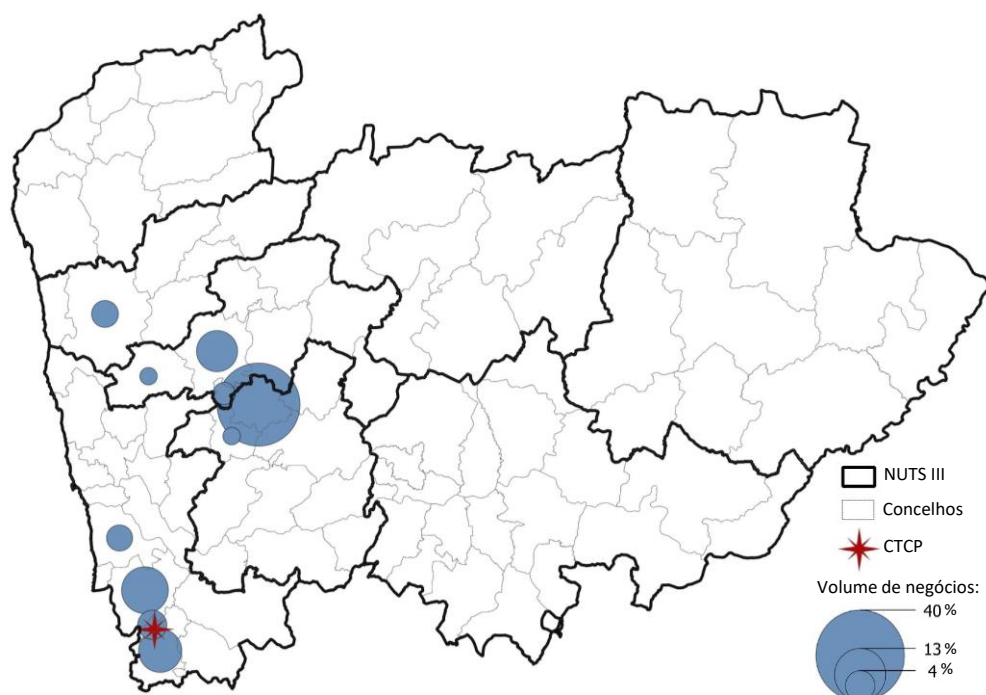 NUTS III
Concelhos
CTCP
Volume de negócios:
40 %
13 %
4 %